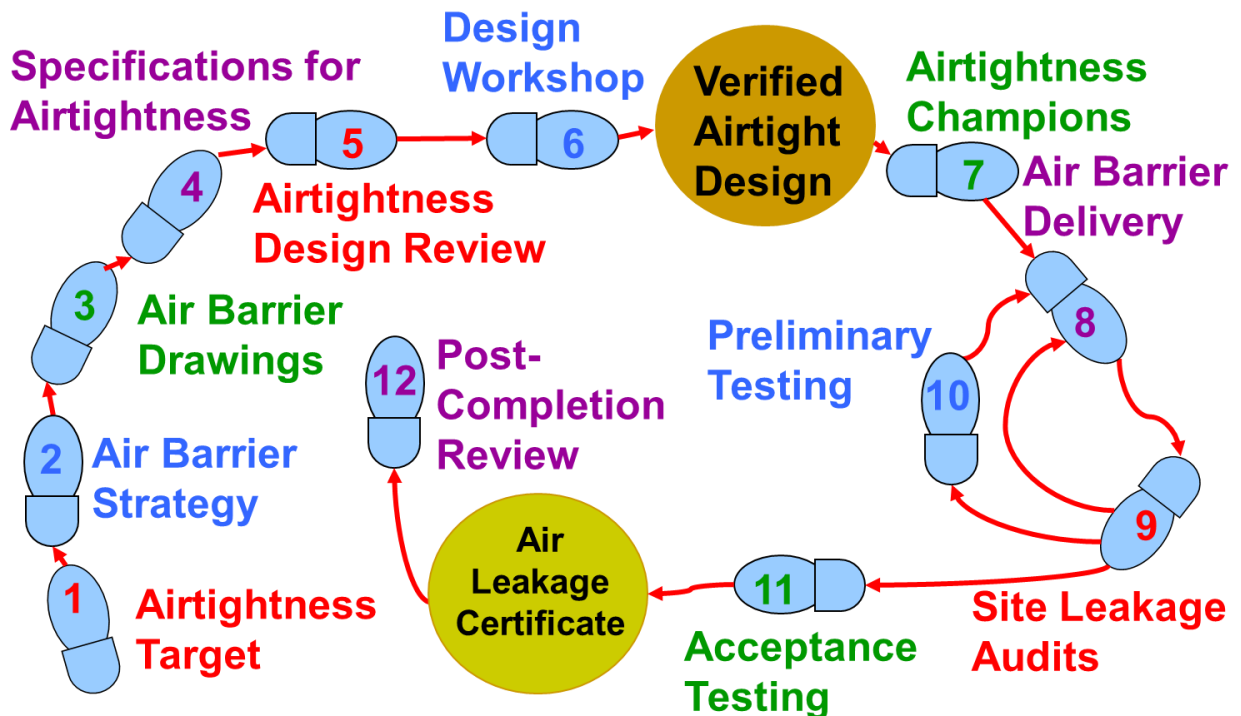 1
Airtightness
Target
2
Air Barrier
Strategy
3
Air Barrier
Drawings
4
Specifications for
Airtightness
5
Airtightness
Design Review
6
Design
Workshop
Verified
Airtight
Design
7
Airtightness
Champions
8
Air Barrier
Delivery
9
Site Leakage
Audits
10
Preliminary
Testing
11
Acceptance
Testing
Air
Leakage
Certificate
12
Post-
Completion
Review